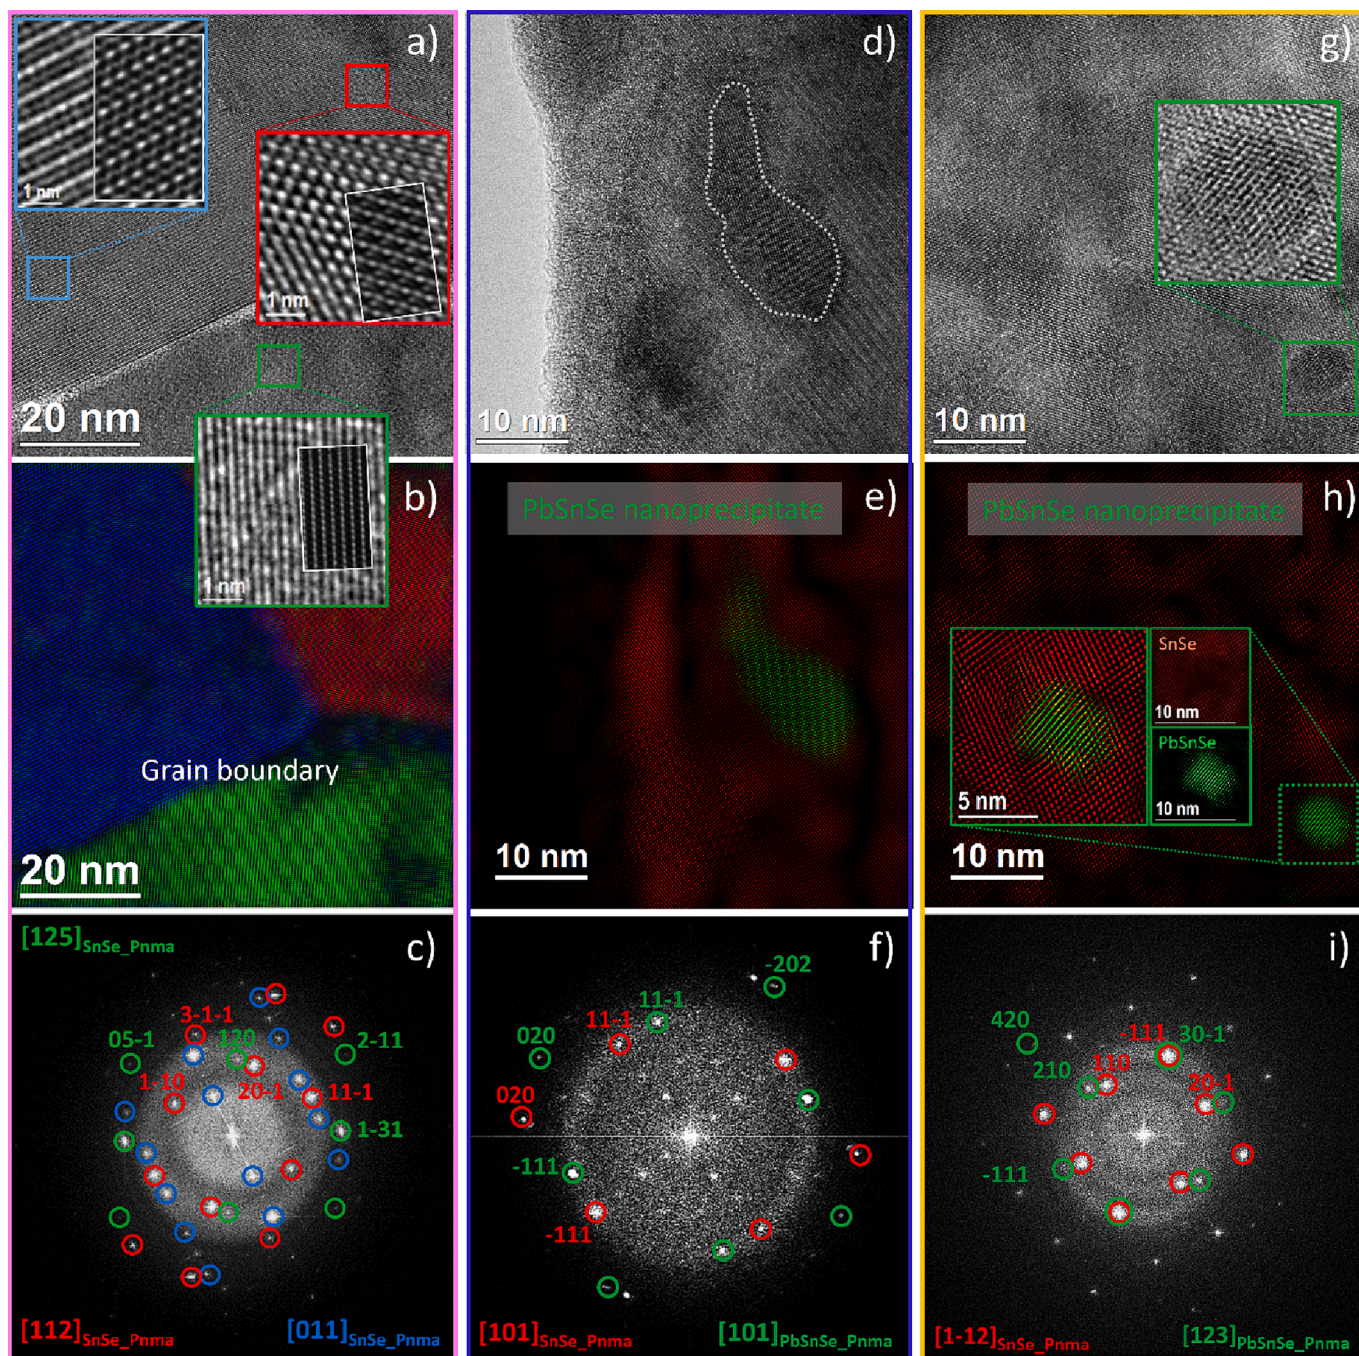 a)
1 nm
1 nm
20 nm
b)
1 nm
Grain boundary
20 nm
[125]SnSe_Pnma
c)
3-1-1
05-1
120
2-11
1-10
20-1
11-1
1-31
[112]SnSe_Pnma
[011]SnSe_Pnma
d)
10 nm
PbSnSe nanoprecipitate
e)
10 nm
f)
-202
11-1
11-1
020
020
-111
-111
[101]SnSe_Pnma
[101]PbSnSe_Pnma
g)
10 nm
PbSnSe nanoprecipitate
h)
SnSe
10 nm
PbSnSe
5 nm
10 nm
10 nm
i)
420
-111
30-1
210
110
20-1
-111
[1-12]SnSe_Pnma
[123]PbSnSe_Pnma